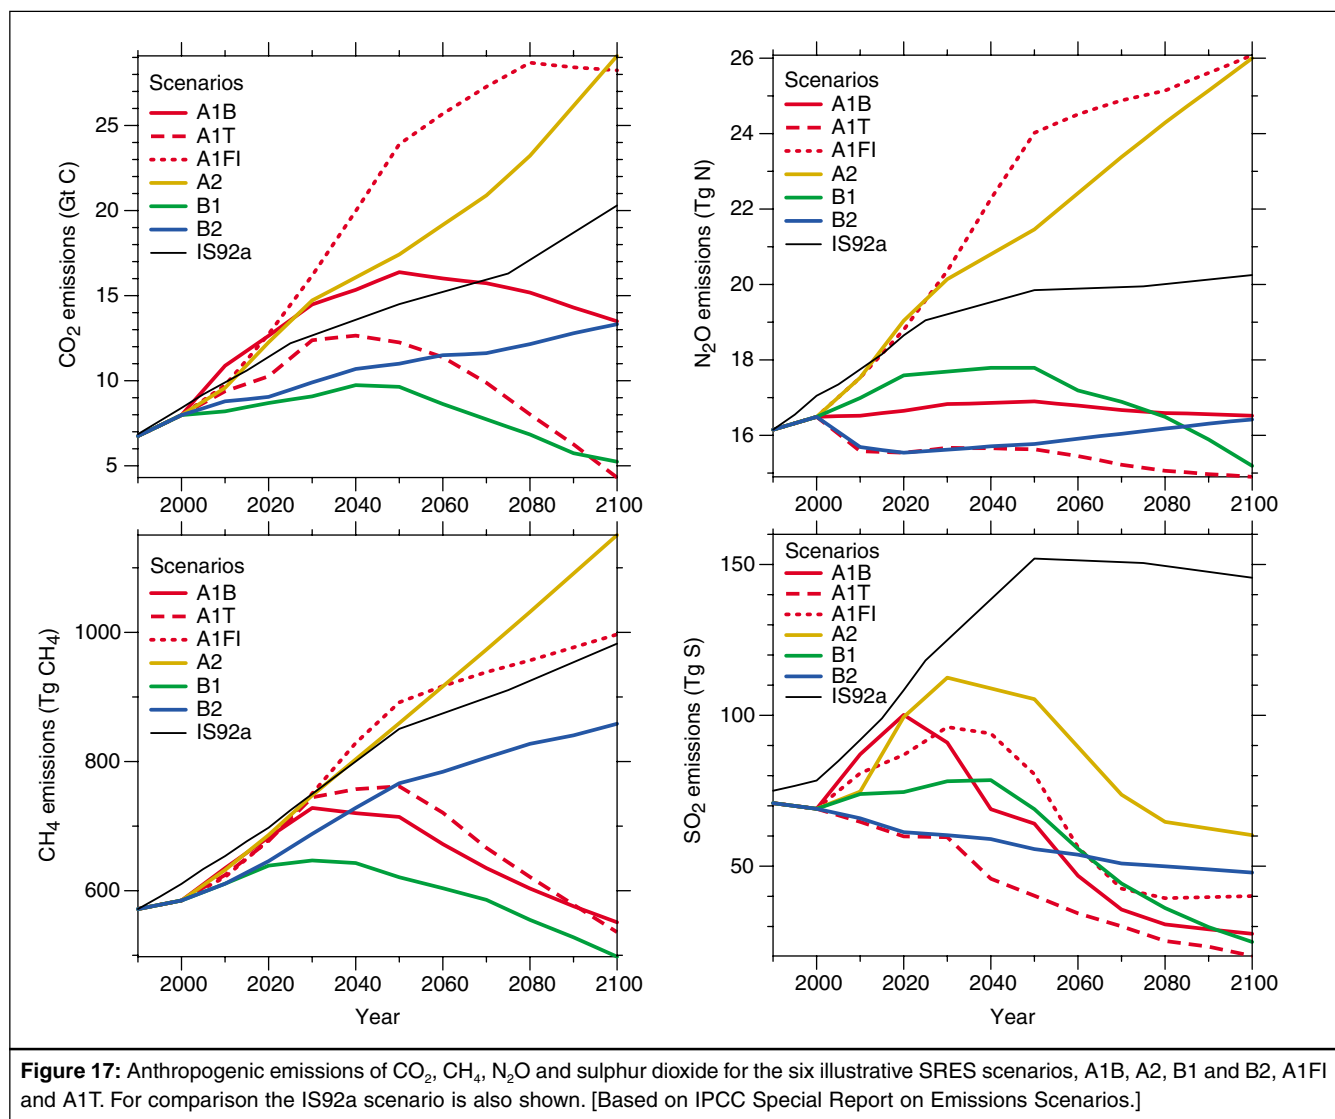 Scenarios
A1B
A1T
A1FI
A2
B1
B2
IS92a
CO2 emissions (Gt C)
25
20
15
10
5
2000 2020 2040 2060 2080 2100
Scenarios
A1B
A1T
A1FI
A2
B1
B2
IS92a
N2O emissions (Tg N)
26
24
22
20
18
16
2000 2020 2040 2060 2080 2100
Scenarios
A1B
A1T
A1FI
A2
B1
B2
IS92a
CH4 emissions (Tg CH4)
1000
800
600
2000 2020 2040 2060 2080 2100
Year
Scenarios
A1B
A1T
A1FI
A2
B1
B2
IS92a
SO2 emissions (Tg S)
150
100
50
2000 2020 2040 2060 2080 2100
Year
Figure 17: Anthropogenic emissions of CO2, CH4, N2O and sulphur dioxide for the six illustrative SRES scenarios, A1B, A2, B1 and B2, A1FI
and A1T. For comparison the IS92a scenario is also shown. [Based on IPCC Special Report on Emissions Scenarios.]